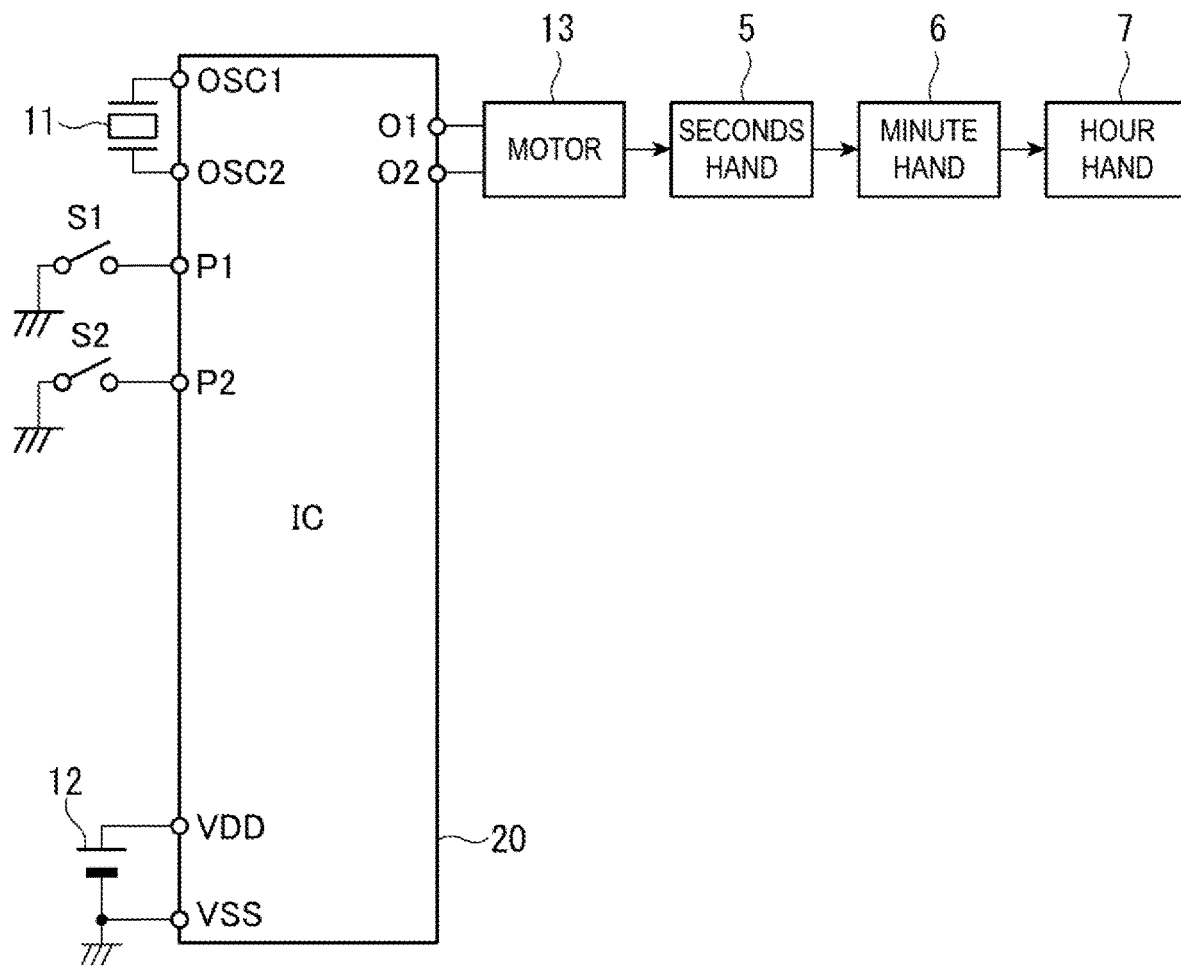 13
5
6
7
OSC1
11
O1
MOTOR
SECONDS
HAND
MINUTE
HAND
HOUR
HAND
O2
OSC2
S1
P1
S2
P2
IC
12
VDD
20
VSS